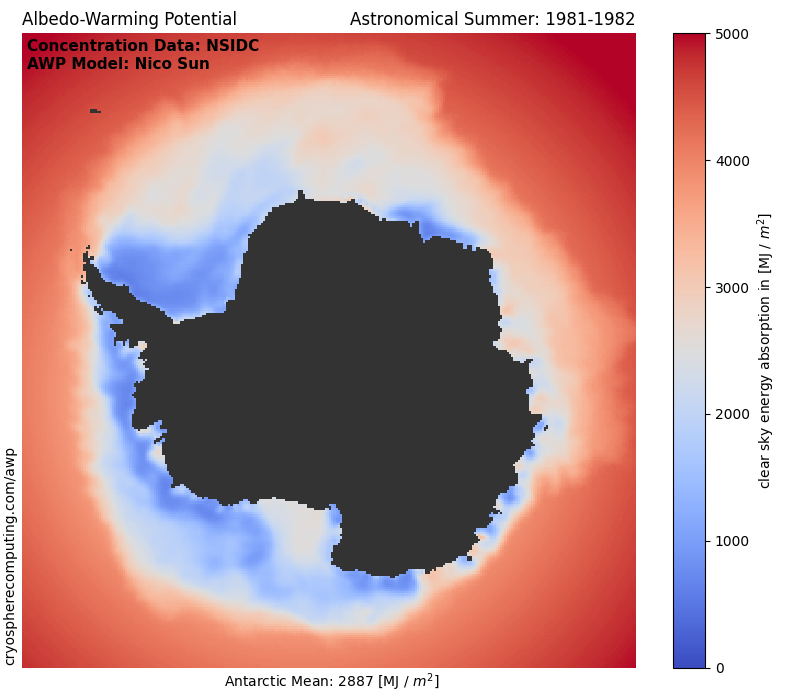 Albedo-Warming Potential
Astronomical Summer: 1981-1982
Concentration Data: NSIDC
AWP Model: Nico Sun
5000
4000
3000
2000
1000
0
clear sky energy absorption in [MJ / m²]
cryospherecomputing.com/awp
Antarctic Mean: 2887 [MJ / m²]